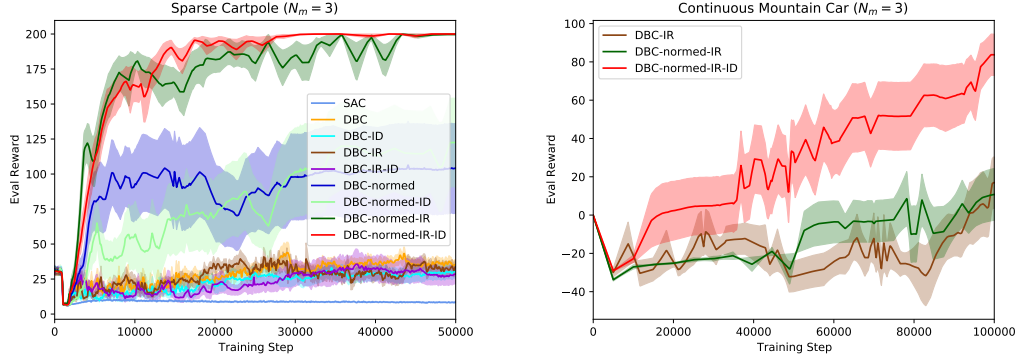 Sparse Cartpole (Nm = 3)
Eval Reward
200
175
150
125
100
75
50
25
0
SAC
DBC
DBC-ID
DBC-IR
DBC-IR-ID
DBC-normed
DBC-normed-ID
DBC-normed-IR
DBC-normed-IR-ID
0 10000 20000 30000 40000 50000
Training Step
Continuous Mountain Car (Nm = 3)
Eval Reward
100
80
60
40
20
0
−20
−40
DBC-IR
DBC-normed-IR
DBC-normed-IR-ID
0 20000 40000 60000 80000 100000
Training Step